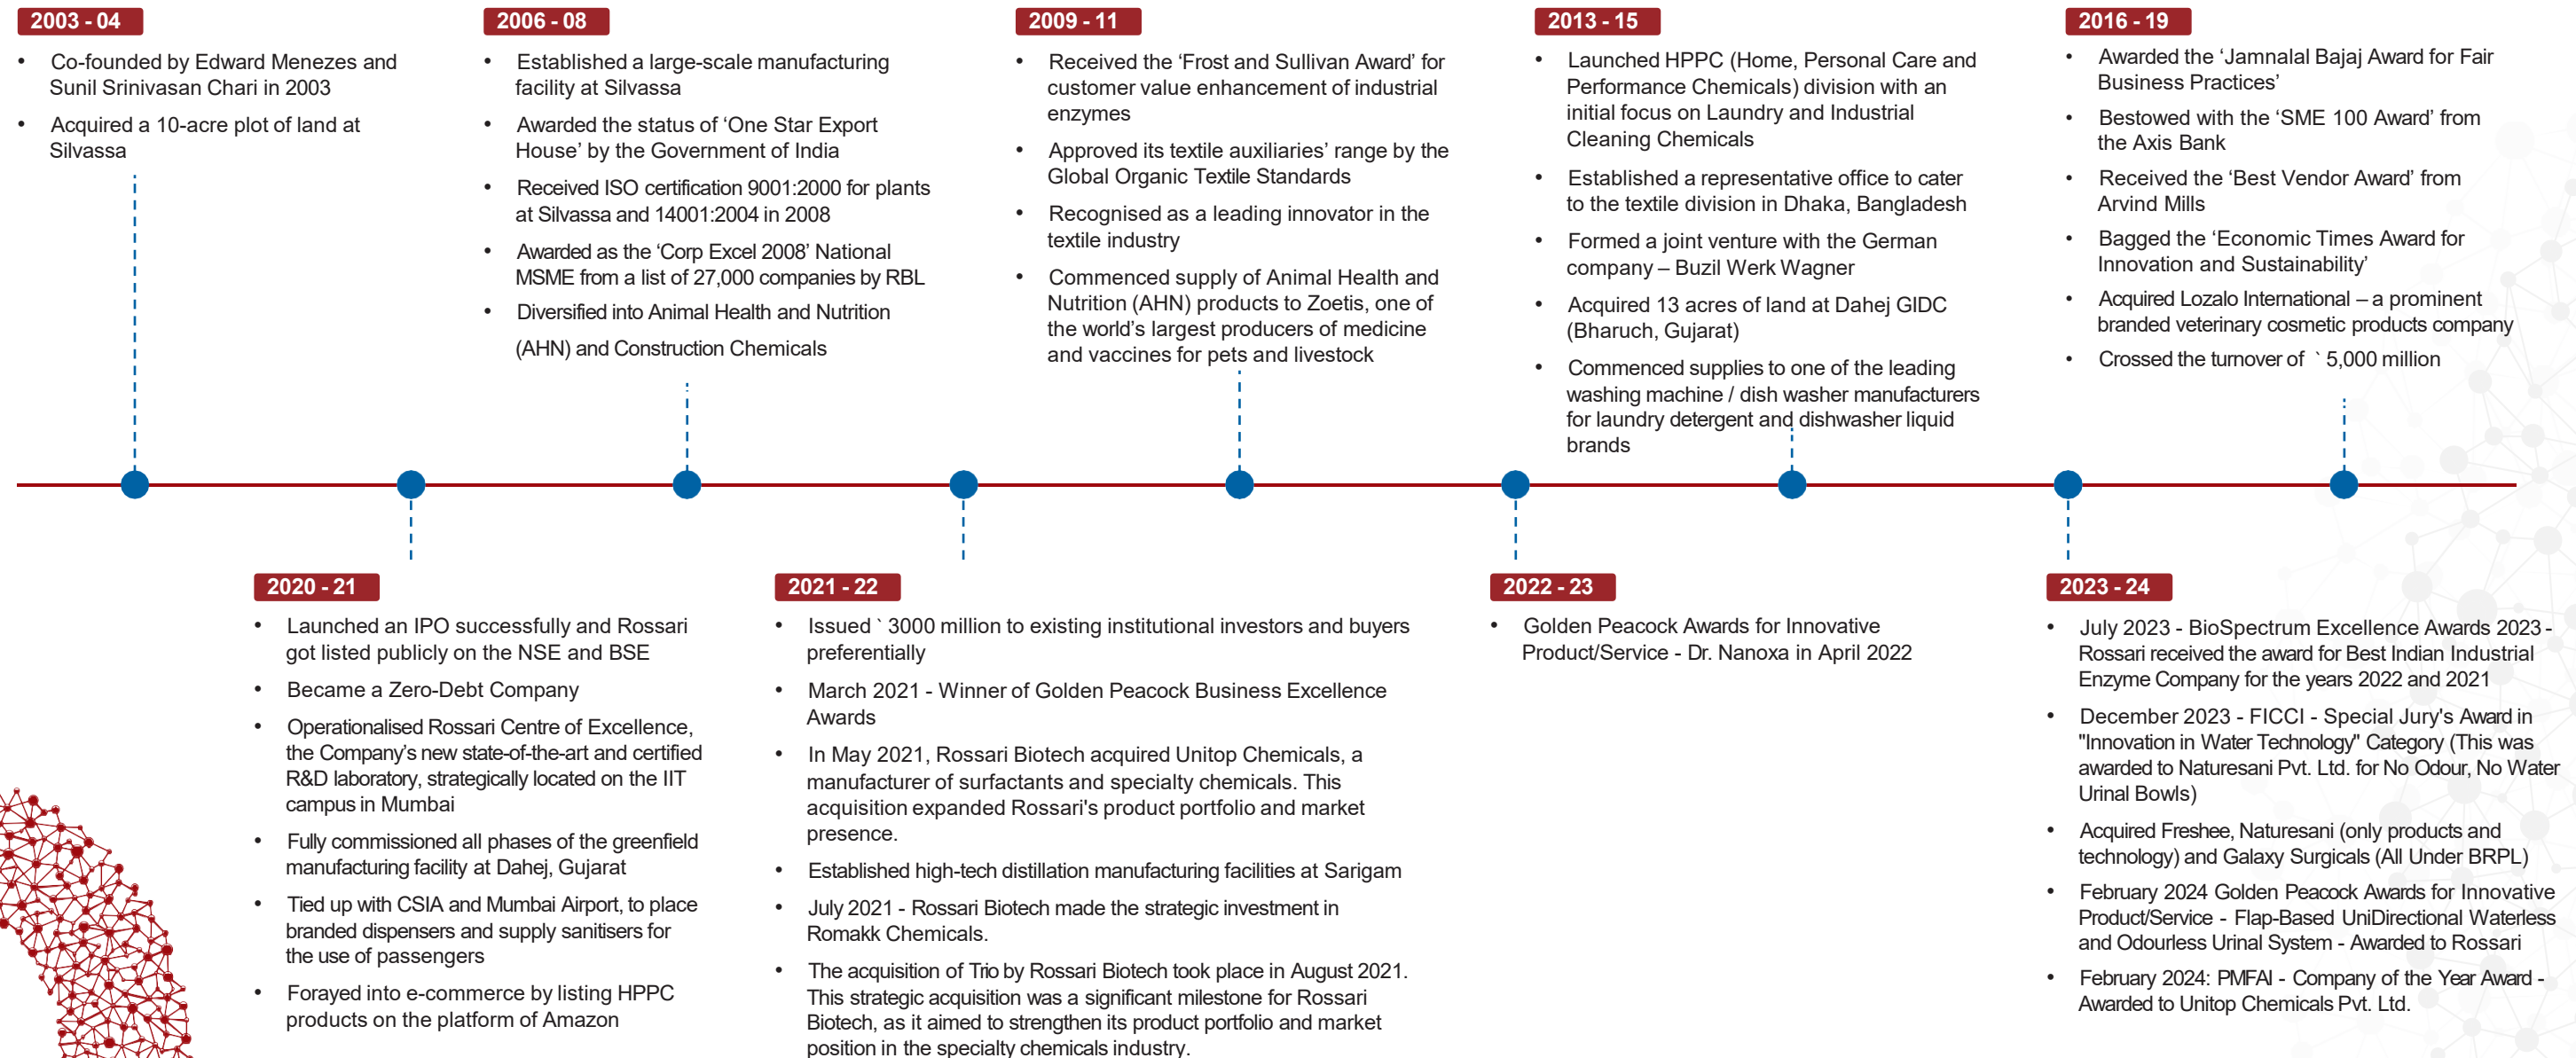 2003 - 04
• Co-founded by Edward Menezes and
Sunil Srinivasan Chari in 2003
• Acquired a 10-acre plot of land at
Silvassa
2006 - 08
• Established a large-scale manufacturing
facility at Silvassa
• Awarded the status of ‘One Star Export
House’ by the Government of India
• Received ISO certification 9001:2000 for plants
at Silvassa and 14001:2004 in 2008
• Awarded as the ‘Corp Excel 2008’ National
MSME from a list of 27,000 companies by RBL
• Diversified into Animal Health and Nutrition
(AHN) and Construction Chemicals
2009 - 11
• Received the ‘Frost and Sullivan Award’ for
customer value enhancement of industrial
enzymes
• Approved its textile auxiliaries’ range by the
Global Organic Textile Standards
• Recognised as a leading innovator in the
textile industry
• Commenced supply of Animal Health and
Nutrition (AHN) products to Zoetis, one of
the world’s largest producers of medicine
and vaccines for pets and livestock
2013 - 15
• Launched HPPC (Home, Personal Care and
Performance Chemicals) division with an
initial focus on Laundry and Industrial
Cleaning Chemicals
• Established a representative office to cater
to the textile division in Dhaka, Bangladesh
• Formed a joint venture with the German
company – Buzil Werk Wagner
• Acquired 13 acres of land at Dahej GIDC
(Bharuch, Gujarat)
• Commenced supplies to one of the leading
washing machine / dish washer manufacturers
for laundry detergent and dishwasher liquid
brands
2016 - 19
• Awarded the ‘Jamnalal Bajaj Award for Fair
Business Practices’
• Bestowed with the ‘SME 100 Award’ from
the Axis Bank
• Received the ‘Best Vendor Award’ from
Arvind Mills
• Bagged the ‘Economic Times Award for
Innovation and Sustainability’
• Acquired Lozalo International – a prominent
branded veterinary cosmetic products company
• Crossed the turnover of ` 5,000 million
2020 - 21
• Launched an IPO successfully and Rossari
got listed publicly on the NSE and BSE
• Became a Zero-Debt Company
• Operationalised Rossari Centre of Excellence,
the Company’s new state-of-the-art and certified
R&D laboratory, strategically located on the IIT
campus in Mumbai
• Fully commissioned all phases of the greenfield
manufacturing facility at Dahej, Gujarat
• Tied up with CSIA and Mumbai Airport, to place
branded dispensers and supply sanitisers for
the use of passengers
• Forayed into e-commerce by listing HPPC
products on the platform of Amazon
2021 - 22
• Issued ` 3000 million to existing institutional investors and buyers
preferentially
• March 2021 - Winner of Golden Peacock Business Excellence
Awards
• In May 2021, Rossari Biotech acquired Unitop Chemicals, a
manufacturer of surfactants and specialty chemicals. This
acquisition expanded Rossari's product portfolio and market
presence.
• Established high-tech distillation manufacturing facilities at Sarigam
• July 2021 - Rossari Biotech made the strategic investment in
Romakk Chemicals.
• The acquisition of Trio by Rossari Biotech took place in August 2021.
This strategic acquisition was a significant milestone for Rossari
Biotech, as it aimed to strengthen its product portfolio and market
position in the specialty chemicals industry.
2022 - 23
• Golden Peacock Awards for Innovative
Product/Service - Dr. Nanoxa in April 2022
2023 - 24
• July 2023 - BioSpectrum Excellence Awards 2023 -
Rossari received the award for Best Indian Industrial
Enzyme Company for the years 2022 and 2021
• December 2023 - FICCI - Special Jury's Award in
"Innovation in Water Technology" Category (This was
awarded to Naturesani Pvt. Ltd. for No Odour, No Water
Urinal Bowls)
• Acquired Freshee, Naturesani (only products and
technology) and Galaxy Surgicals (All Under BRPL)
• February 2024 Golden Peacock Awards for Innovative
Product/Service - Flap-Based UniDirectional Waterless
and Odourless Urinal System - Awarded to Rossari
• February 2024: PMFAI - Company of the Year Award -
Awarded to Unitop Chemicals Pvt. Ltd.